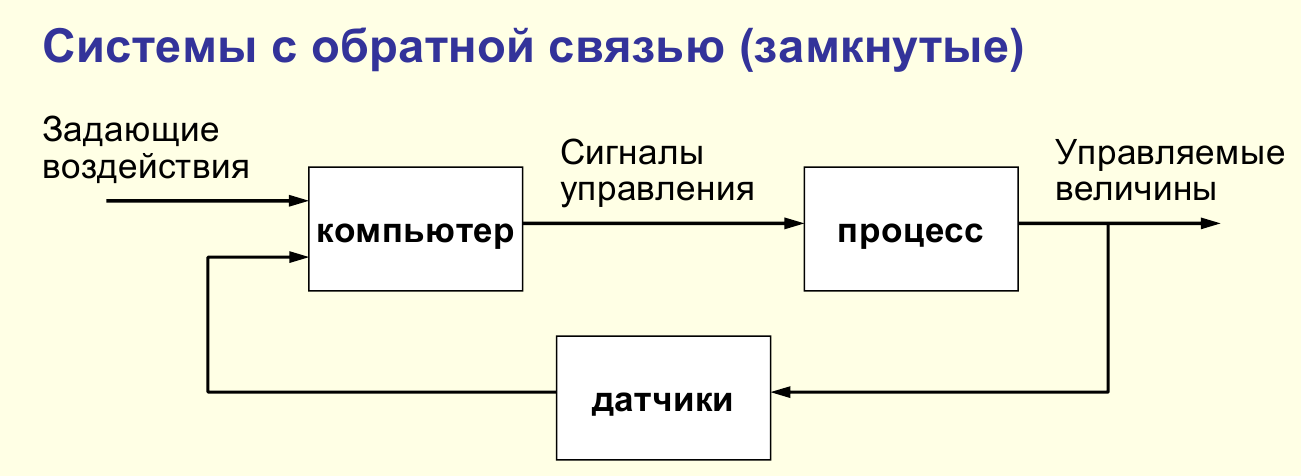 Системы с обратной связью (замкнутые)
Задающие
воздействия
Сигналы
управления
Управляемые
величины
компьютер
процесс
датчики